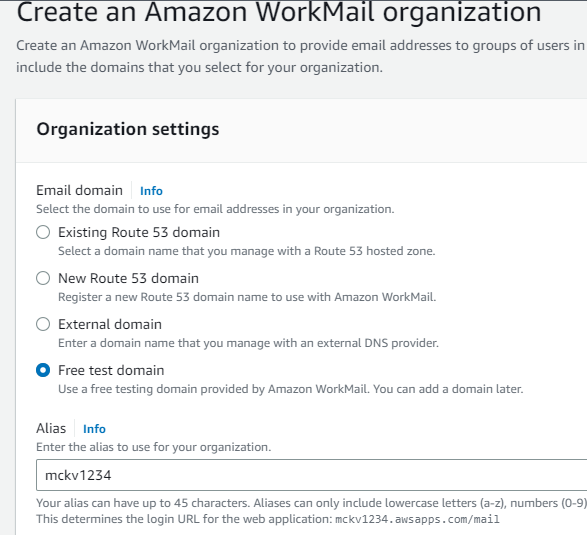 Create an Amazon WorkMail organization
Create an Amazon WorkMail organization to provide email addresses to groups of users in
include the domains that you select for your organization.
Organization settings
Email domain Info
Select the domain to use for email addresses in your organization.
Existing Route 53 domain
Select a domain name that you manage with a Route 53 hosted zone.
New Route 53 domain
Register a new Route 53 domain name to use with Amazon WorkMail.
External domain
Enter a domain name that you manage with an external DNS provider.
Free test domain
Use a free testing domain provided by Amazon WorkMail. You can add a domain later.
Alias Info
Enter the alias to use for your organization.
mckv1234
Your alias can have up to 45 characters. Aliases can only include lowercase letters (a-z), numbers (0-9)
This determines the login URL for the web application: mckv1234.awsapps.com/mail